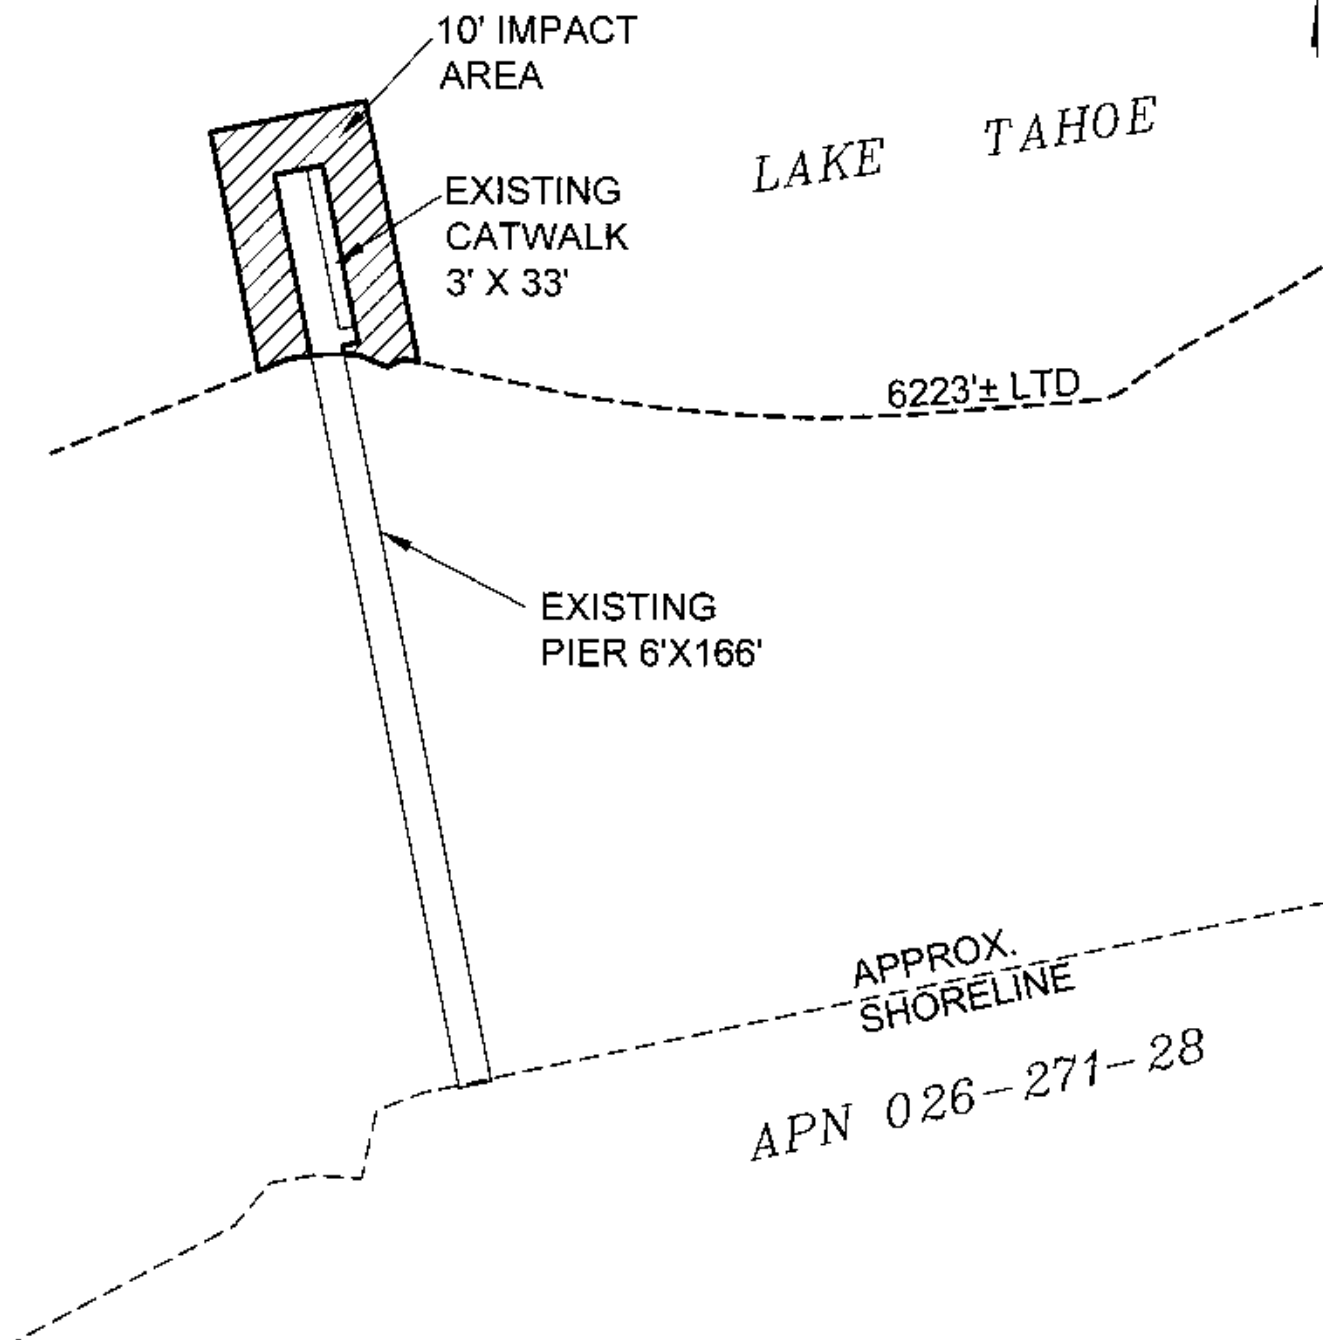 10' IMPACT
AREA
LAKE TAHOE
EXISTING
CATWALK
3' X 33'
6223'± LTD
EXISTING
PIER 6'X166'
APPROX.
SHORELINE
APN 026-271-28